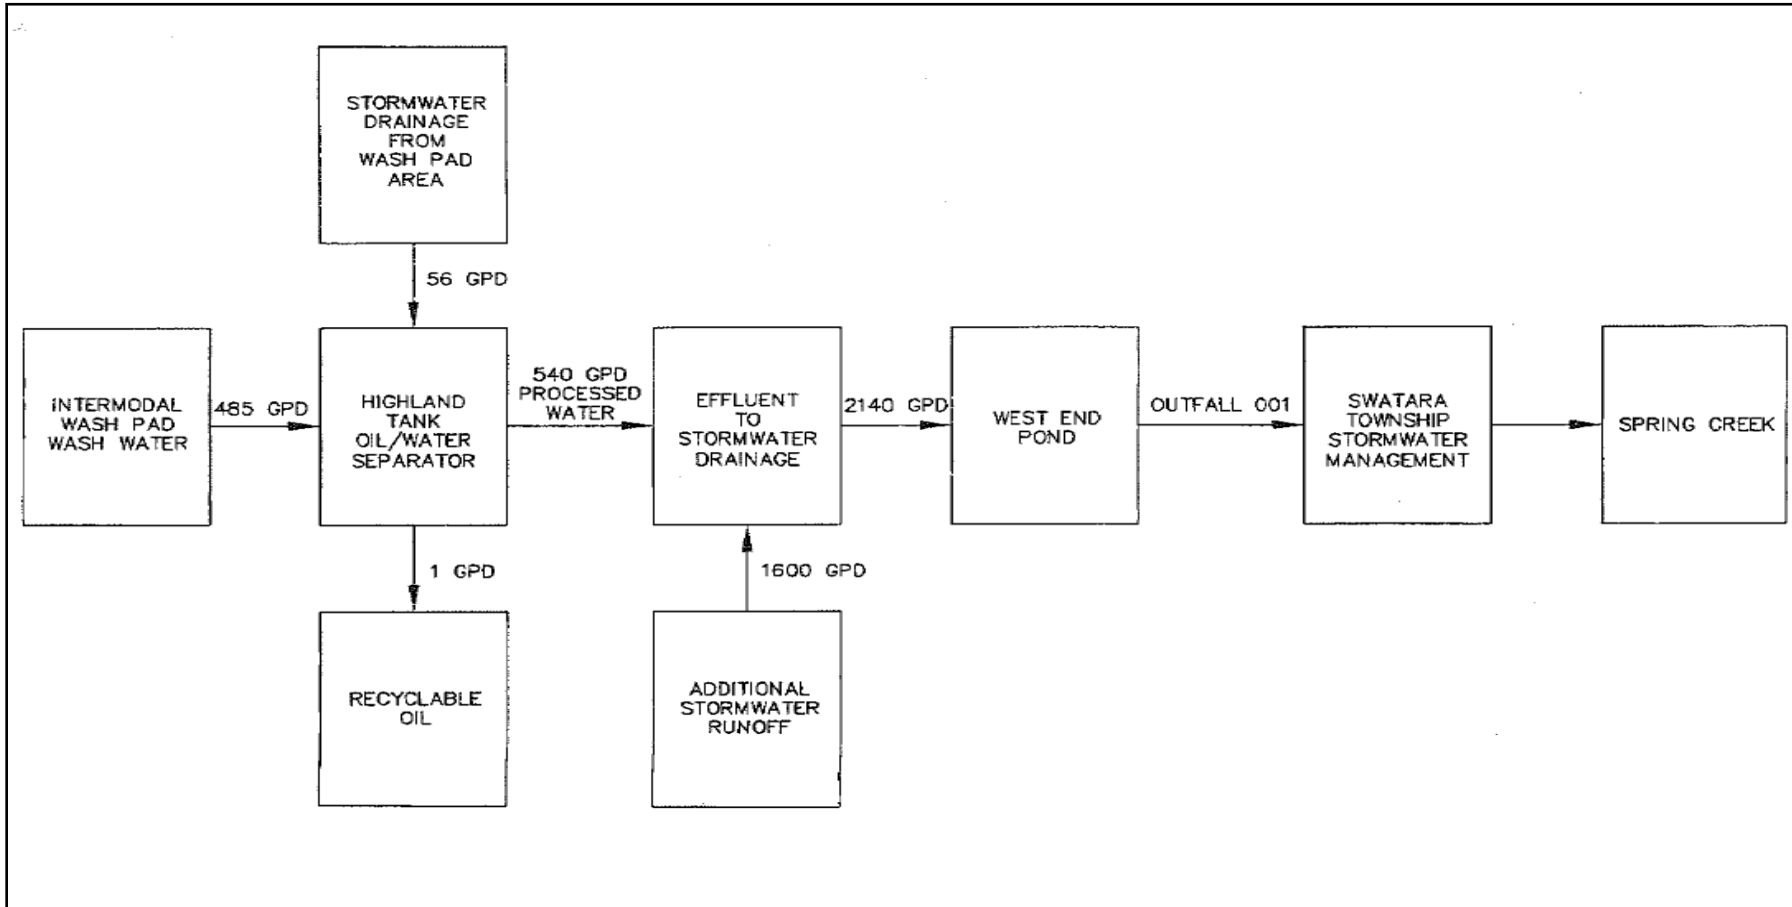 STORMWATER
DRAINAGE
FROM
WASH PAD
AREA
56 GPD
INTERMODAL
WASH PAD
WASH WATER
485 GPD
HIGHLAND
TANK
OIL/WATER
SEPARATOR
540 GPD
PROCESSED
WATER
EFFLUENT
TO
STORMWATER
DRAINAGE
2140 GPD
WEST END
POND
OUTFALL 001
SWATARA
TOWNSHIP
STORMWATER
MANAGEMENT
SPRING CREEK
1 GPD
1600 GPD
RECYCLABLE
OIL
ADDITIONAL
STORMWATER
RUNOFF